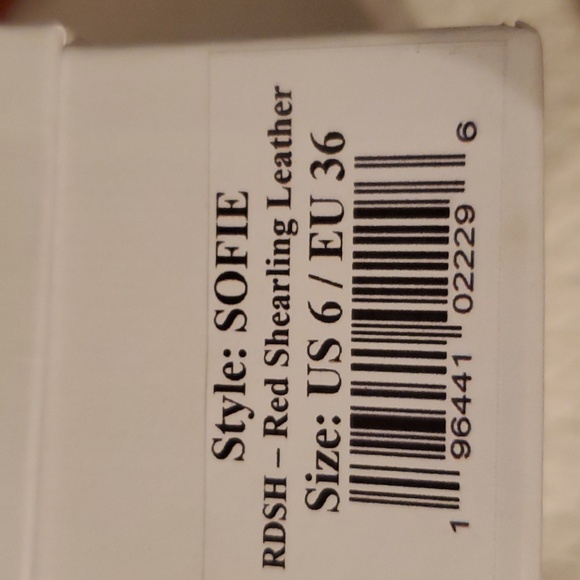 Style: SOFIE
RDSH – Red Shearling Leather
Size: US 6 / EU 36
1 96441 02229 6